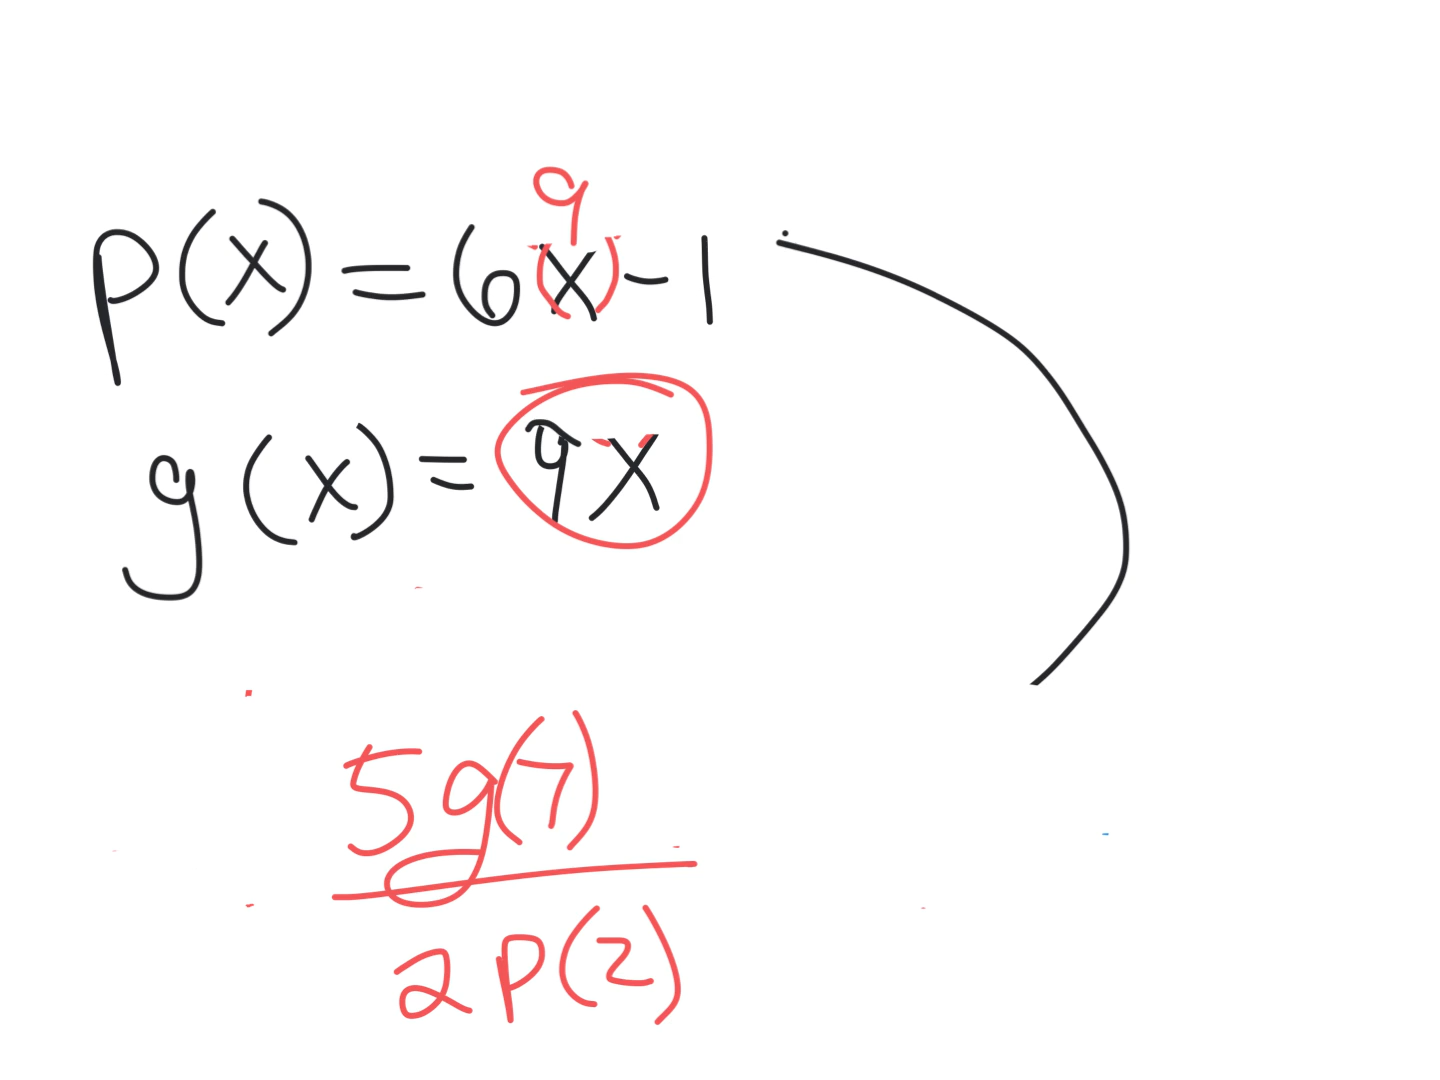 9
p(x) = 6(x) - 1
g(x) = 9x
5g(7)
2p(2)